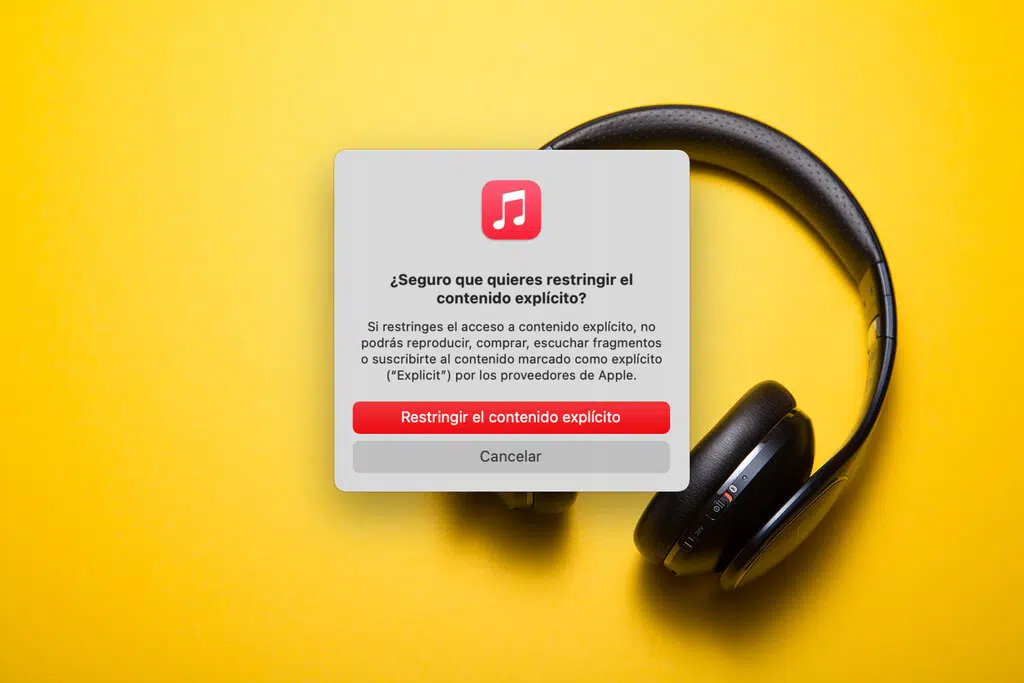 ¿Seguro que quieres restringir el
contenido explícito?
Si restringes el acceso a contenido explícito, no
podrás reproducir, comprar, escuchar fragmentos
o suscribirte al contenido marcado como explícito
(“Explicit”) por los proveedores de Apple.
Restringir el contenido explícito
Cancelar